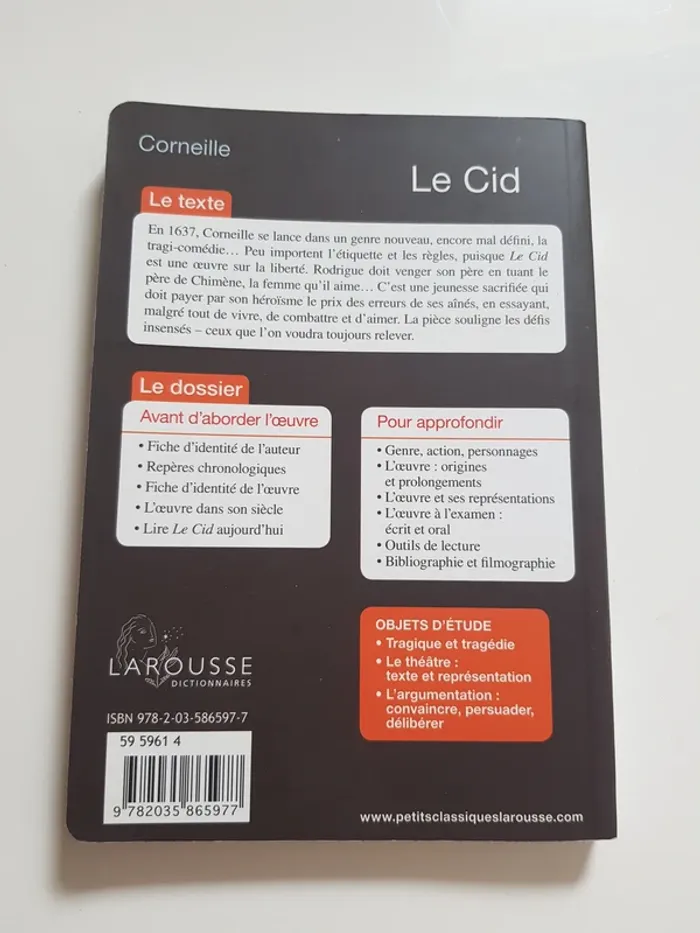 Corneille
Le Cid
Le texte
En 1637, Corneille se lance dans un genre nouveau, encore mal défini, la
tragi-comédie… Peu importent l'étiquette et les règles, puisque Le Cid
est une œuvre sur la liberté. Rodrigue doit venger son père en tuant le
père de Chimène, la femme qu'il aime… C'est une jeunesse sacrifiée qui
doit payer par son héroïsme le prix des erreurs de ses aînés, en essayant,
malgré tout de vivre, de combattre et d'aimer. La pièce souligne les défis
insensés – ceux que l'on voudra toujours relever.
Le dossier
Avant d'aborder l'œuvre
• Fiche d'identité de l'auteur
• Repères chronologiques
• Fiche d'identité de l'œuvre
• L'œuvre dans son siècle
• Lire Le Cid aujourd'hui
Pour approfondir
• Genre, action, personnages
• L'œuvre : origines
et prolongements
• L'œuvre et ses représentations
• L'œuvre à l'examen :
écrit et oral
• Outils de lecture
• Bibliographie et filmographie
OBJETS D'ÉTUDE
• Tragique et tragédie
• Le théâtre :
texte et représentation
• L'argumentation :
convaincre, persuader,
délibérer
LAROUSSE
DICTIONNAIRES
ISBN 978-2-03-586597-7
59 5961 4
9 782035 865977
www.petitsclassiqueslarousse.com